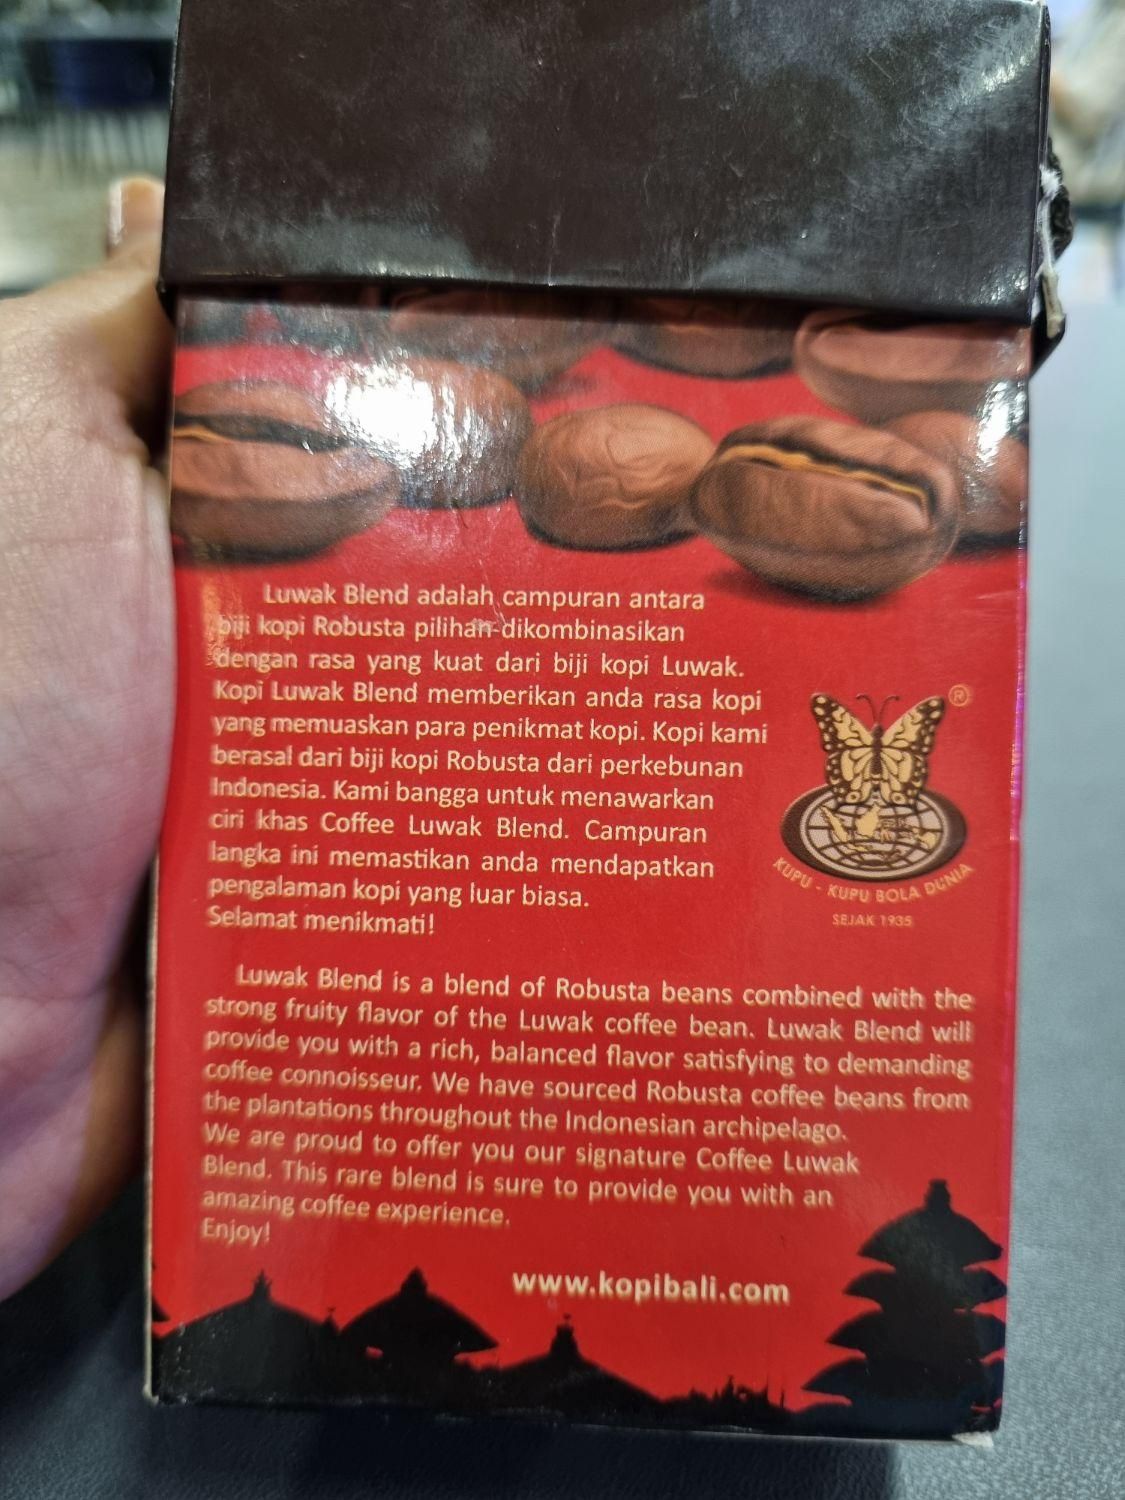 Luwak Blend adalah campuran antara
biji kopi Robusta pilihan dikombinasikan
dengan rasa yang kuat dari biji kopi Luwak.
Kopi Luwak Blend memberikan anda rasa kopi
yang memuaskan para penikmat kopi. Kopi kami
berasal dari biji kopi Robusta dari perkebunan
Indonesia. Kami bangga untuk menawarkan
ciri khas Coffee Luwak Blend. Campuran
langka ini memastikan anda mendapatkan
pengalaman kopi yang luar biasa.
Selamat menikmati!
®
KUPU - KUPU BOLA DUNIA
SEJAK 1935
Luwak Blend is a blend of Robusta beans combined with the
strong fruity flavor of the Luwak coffee bean. Luwak Blend will
provide you with a rich, balanced flavor satisfying to demanding
coffee connoisseur. We have sourced Robusta coffee beans from
the plantations throughout the Indonesian archipelago.
We are proud to offer you our signature Coffee Luwak
Blend. This rare blend is sure to provide you with an
amazing coffee experience.
Enjoy!
www.kopibali.com